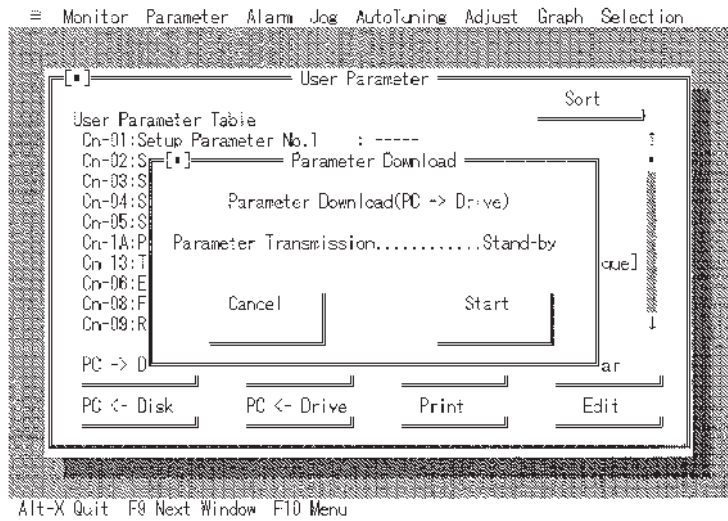 ≡ Monitor Parameter Alarm Jog AutoTuning Adjust Graph Selection
[▪] User Parameter
Sort
User Parameter Table
Cn-01:Setup Parameter No.1 : -----
Cn-02:S
[▪] Parameter Download
Cn-03:S
Cn-04:S Parameter Download(PC -> Drive)
Cn-05:S
Cn-1A:P Parameter Transmission............Stand-by
Cn-13:T que]
Cn-06:E
Cn-08:F Cancel Start
Cn-09:R
PC -> D ar
PC <- Disk PC <- Drive Print Edit
Alt-X Quit F9 Next Window F10 Menu